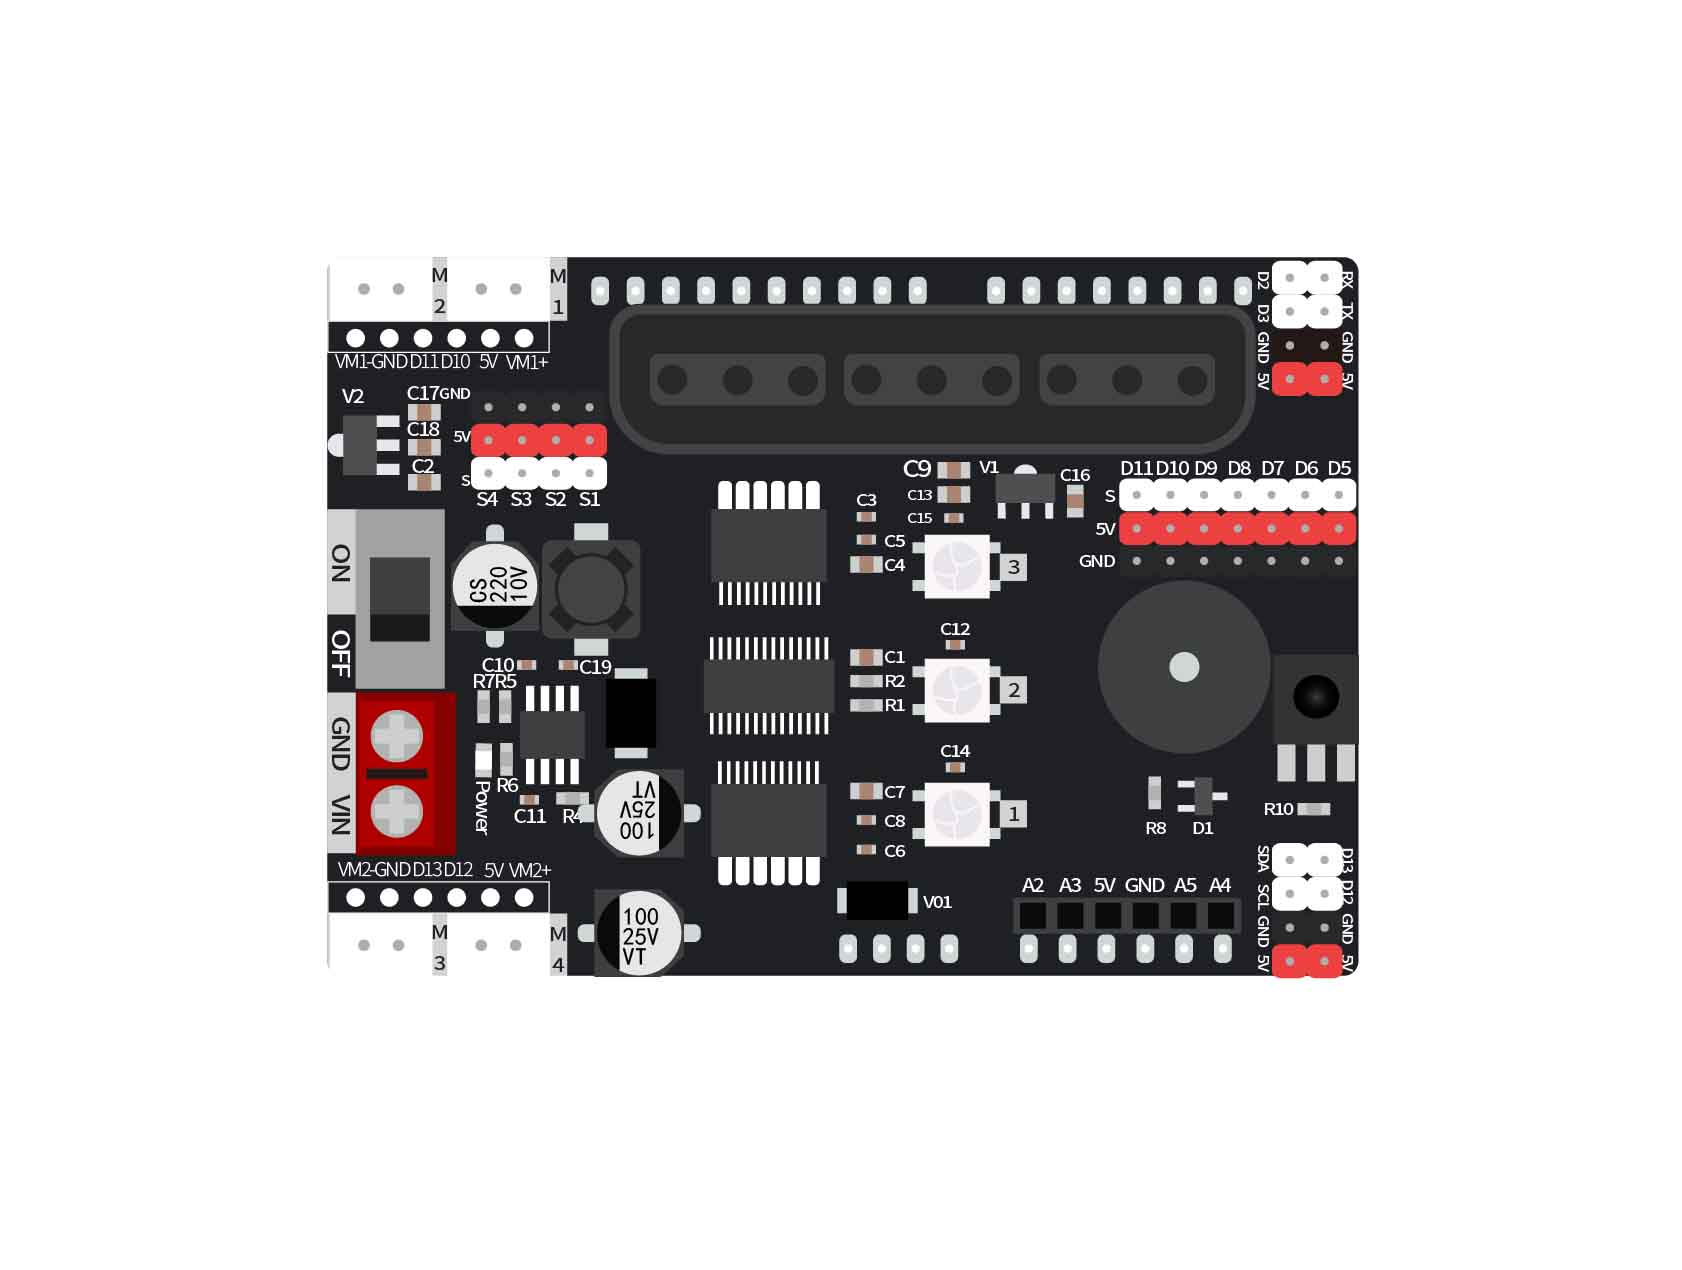 M
2
M
1
VM1-GND D11 D10 5V VM1+
D2
D3
GND
5V
RX
TX
GND
5V
V2
C17
C18
C2
GND
5V
S
S4 S3 S2 S1
ON
OFF
GND
VIN
CS
220
10V
C10
C19
R7R5
R6
Power
C11
R4
100
25V
VT
100
25V
VT
VM2-GND D13 D12 5V VM2+
M
3
M
4
C9
C13
C15
V1
C16
C3
C5
C4
3
C12
C1
R2
R1
2
C14
C7
C8
C6
1
V01
D11 D10 D9 D8 D7 D6 D5
S
5V
GND
R8
D1
R10
A2 A3 5V GND A5 A4
SDA
SCL
GND
5V
D13
D12
GND
5V